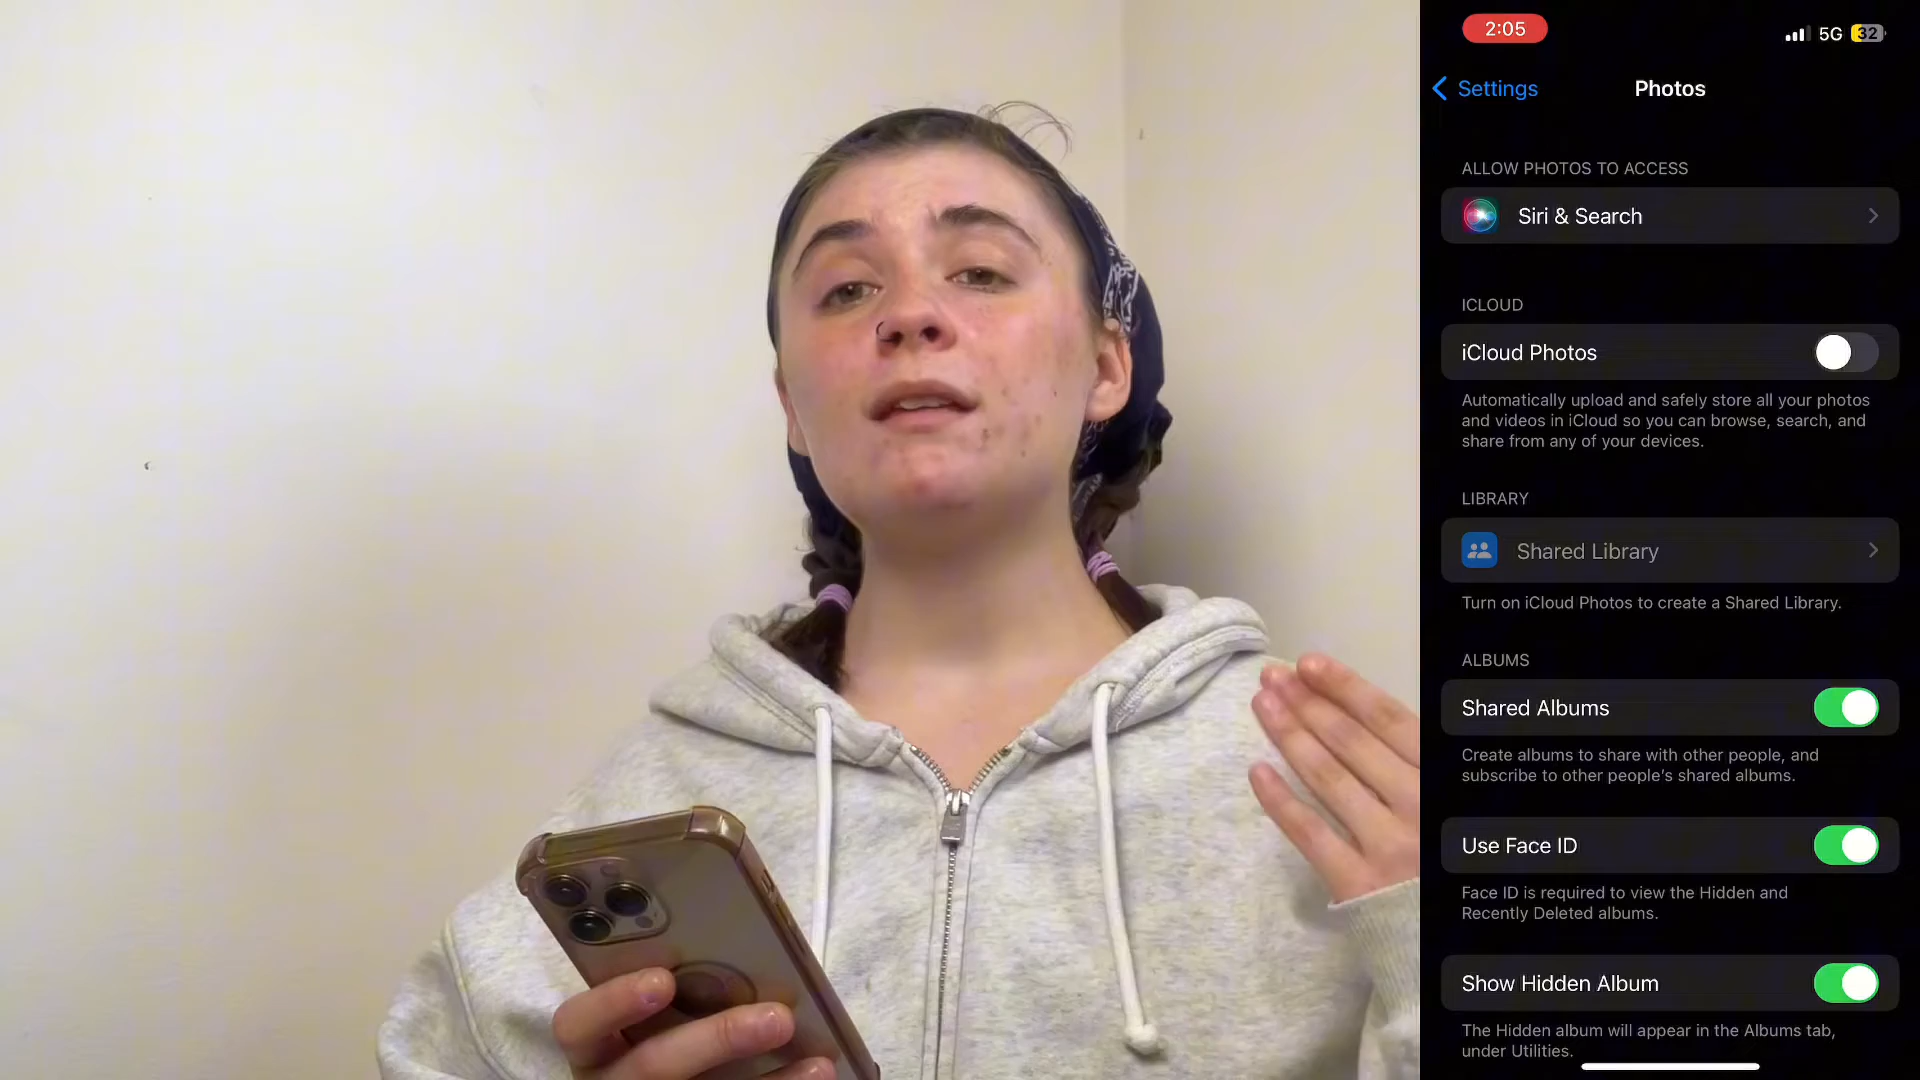 2:05
5G 32
Settings
Photos
ALLOW PHOTOS TO ACCESS
Siri & Search
ICLOUD
iCloud Photos
Automatically upload and safely store all your photos
and videos in iCloud so you can browse, search, and
share from any of your devices.
LIBRARY
Shared Library
Turn on iCloud Photos to create a Shared Library.
ALBUMS
Shared Albums
Create albums to share with other people, and
subscribe to other people's shared albums.
Use Face ID
Face ID is required to view the Hidden and
Recently Deleted albums.
Show Hidden Album
The Hidden album will appear in the Albums tab,
under Utilities.